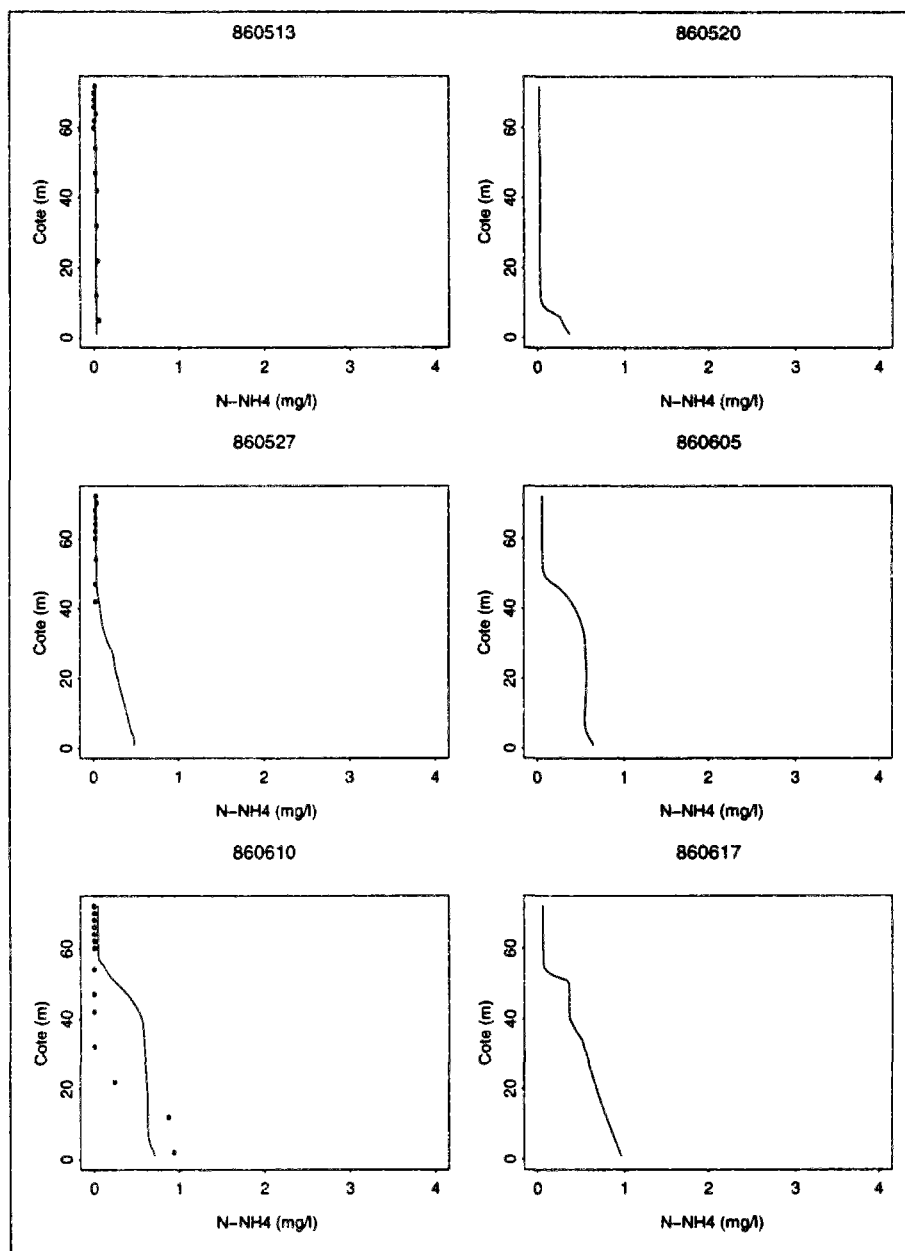 860513
860520
60
40
20
0
Cote (m)
0 1 2 3 4
N-NH4 (mg/l)
60
40
20
0
Cote (m)
0 1 2 3 4
N-NH4 (mg/l)
860527
860605
60
40
20
0
Cote (m)
0 1 2 3 4
N-NH4 (mg/l)
60
40
20
0
Cote (m)
0 1 2 3 4
N-NH4 (mg/l)
860610
860617
60
40
20
0
Cote (m)
0 1 2 3 4
N-NH4 (mg/l)
60
40
20
0
Cote (m)
0 1 2 3 4
N-NH4 (mg/l)